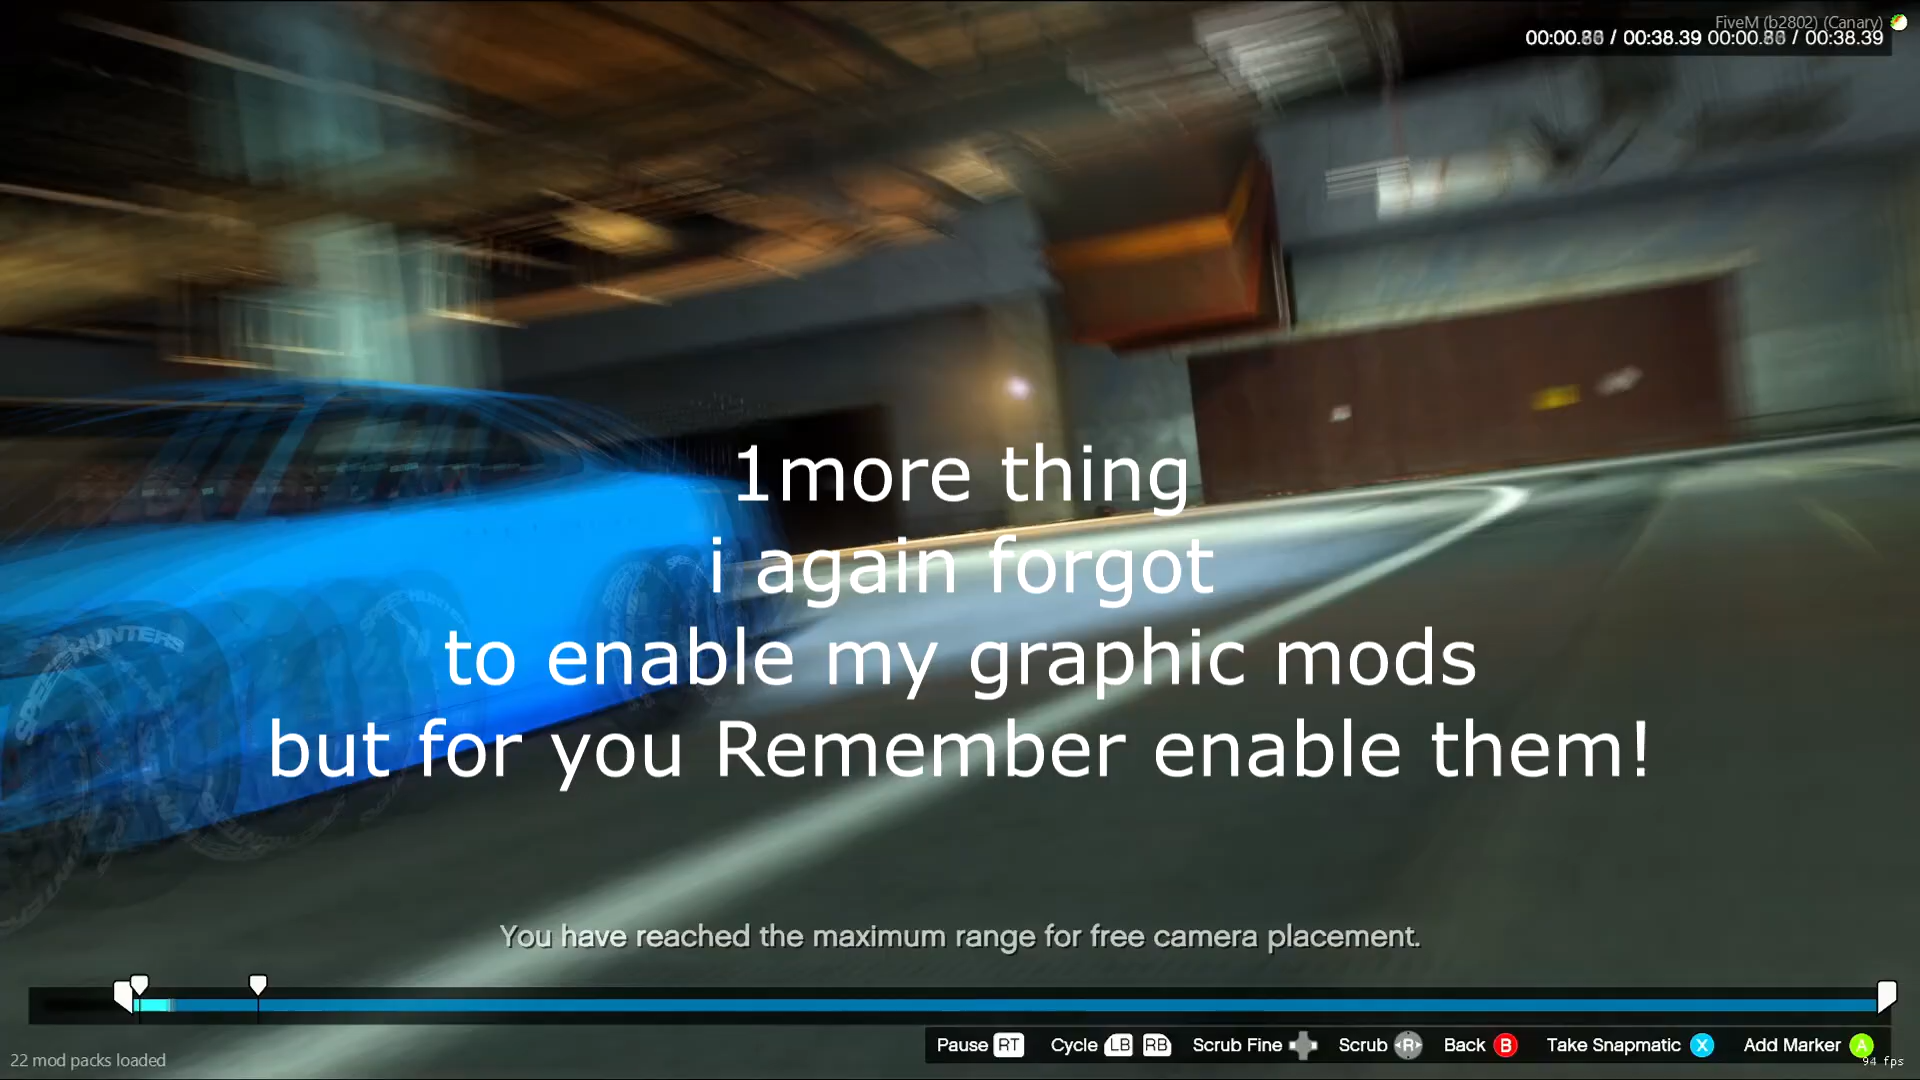 FiveM (b2802) (Canary)
00:00.86 / 00:38.39 00:00.86 / 00:38.39
1more thing
i again forgot
to enable my graphic mods
but for you Remember enable them!
SPEEDHUNTERS
You have reached the maximum range for free camera placement.
Pause RT Cycle LB RB Scrub Fine Scrub R Back B Take Snapmatic X Add Marker A
22 mod packs loaded
94 fps